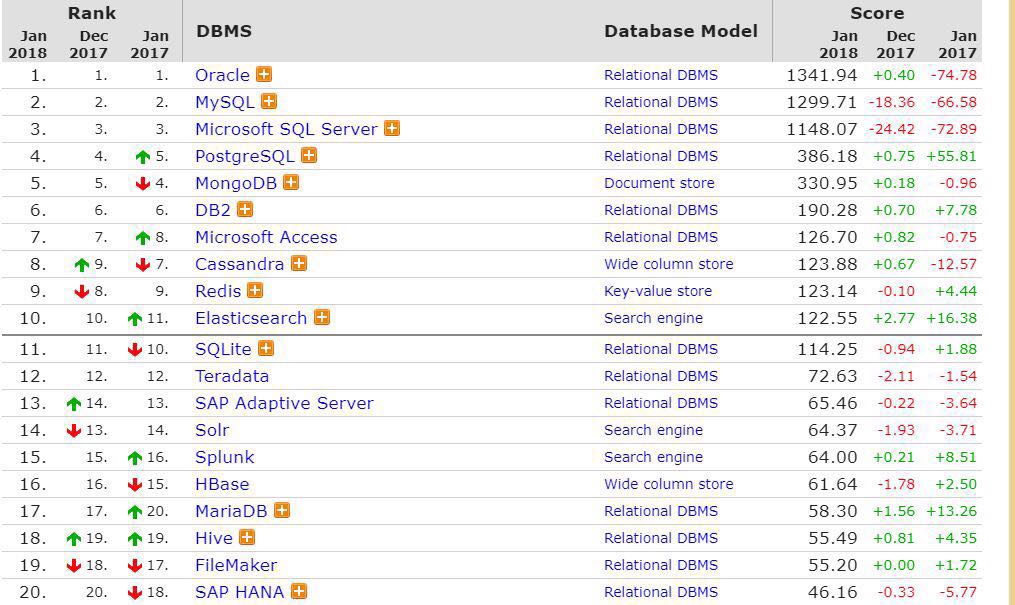 Rank DBMS Database Model Score
Jan 2018 Dec 2017 Jan 2017 Jan 2018 Dec 2017 Jan 2017
1. 1. 1. Oracle Relational DBMS 1341.94 +0.40 -74.78
2. 2. 2. MySQL Relational DBMS 1299.71 -18.36 -66.58
3. 3. 3. Microsoft SQL Server Relational DBMS 1148.07 -24.42 -72.89
4. 4. 5. PostgreSQL Relational DBMS 386.18 +0.75 +55.81
5. 5. 4. MongoDB Document store 330.95 +0.18 -0.96
6. 6. 6. DB2 Relational DBMS 190.28 +0.70 +7.78
7. 7. 8. Microsoft Access Relational DBMS 126.70 +0.82 -0.75
8. 9. 7. Cassandra Wide column store 123.88 +0.67 -12.57
9. 8. 9. Redis Key-value store 123.14 -0.10 +4.44
10. 10. 11. Elasticsearch Search engine 122.55 +2.77 +16.38
11. 11. 10. SQLite Relational DBMS 114.25 -0.94 +1.88
12. 12. 12. Teradata Relational DBMS 72.63 -2.11 -1.54
13. 14. 13. SAP Adaptive Server Relational DBMS 65.46 -0.22 -3.64
14. 13. 14. Solr Search engine 64.37 -1.93 -3.71
15. 15. 16. Splunk Search engine 64.00 +0.21 +8.51
16. 16. 15. HBase Wide column store 61.64 -1.78 +2.50
17. 17. 20. MariaDB Relational DBMS 58.30 +1.56 +13.26
18. 19. 19. Hive Relational DBMS 55.49 +0.81 +4.35
19. 18. 17. FileMaker Relational DBMS 55.20 +0.00 +1.72
20. 20. 18. SAP HANA Relational DBMS 46.16 -0.33 -5.77